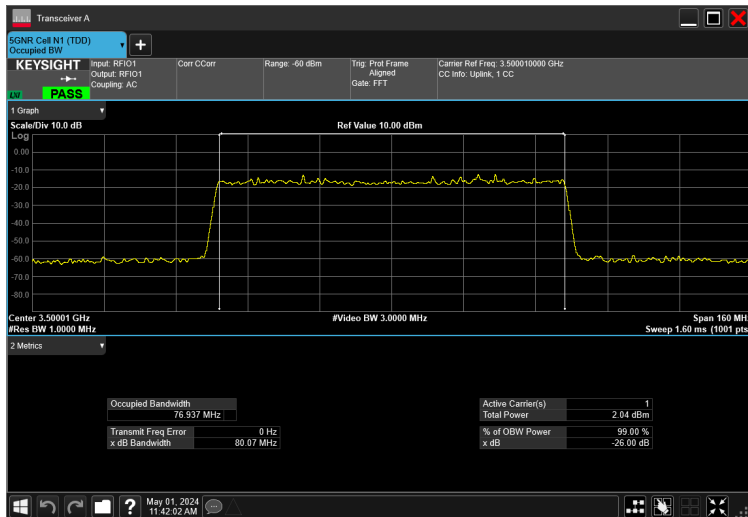 Transceiver A
5GNR Cell N1 (TDD)
Occupied BW
KEYSIGHT
LXI
PASS
Input: RFIO1
Output: RFIO1
Coupling: AC
Corr CCorr
Range: -60 dBm
Trig: Prot Frame
Aligned
Gate: FFT
Carrier Ref Freq: 3.500010000 GHz
CC Info: Uplink, 1 CC
1 Graph
Scale/Div 10.0 dB
Ref Value 10.00 dBm
Log
0.00
-10.0
-20.0
-30.0
-40.0
-50.0
-60.0
-70.0
-80.0
Center 3.50001 GHz
#Video BW 3.0000 MHz
Span 160 MH
#Res BW 1.0000 MHz
Sweep 1.60 ms (1001 pts
2 Metrics
Occupied Bandwidth
76.937 MHz
Transmit Freq Error 0 Hz
x dB Bandwidth 80.07 MHz
Active Carrier(s) 1
Total Power 2.04 dBm
% of OBW Power 99.00 %
x dB -26.00 dB
May 01, 2024
11:42:02 AM